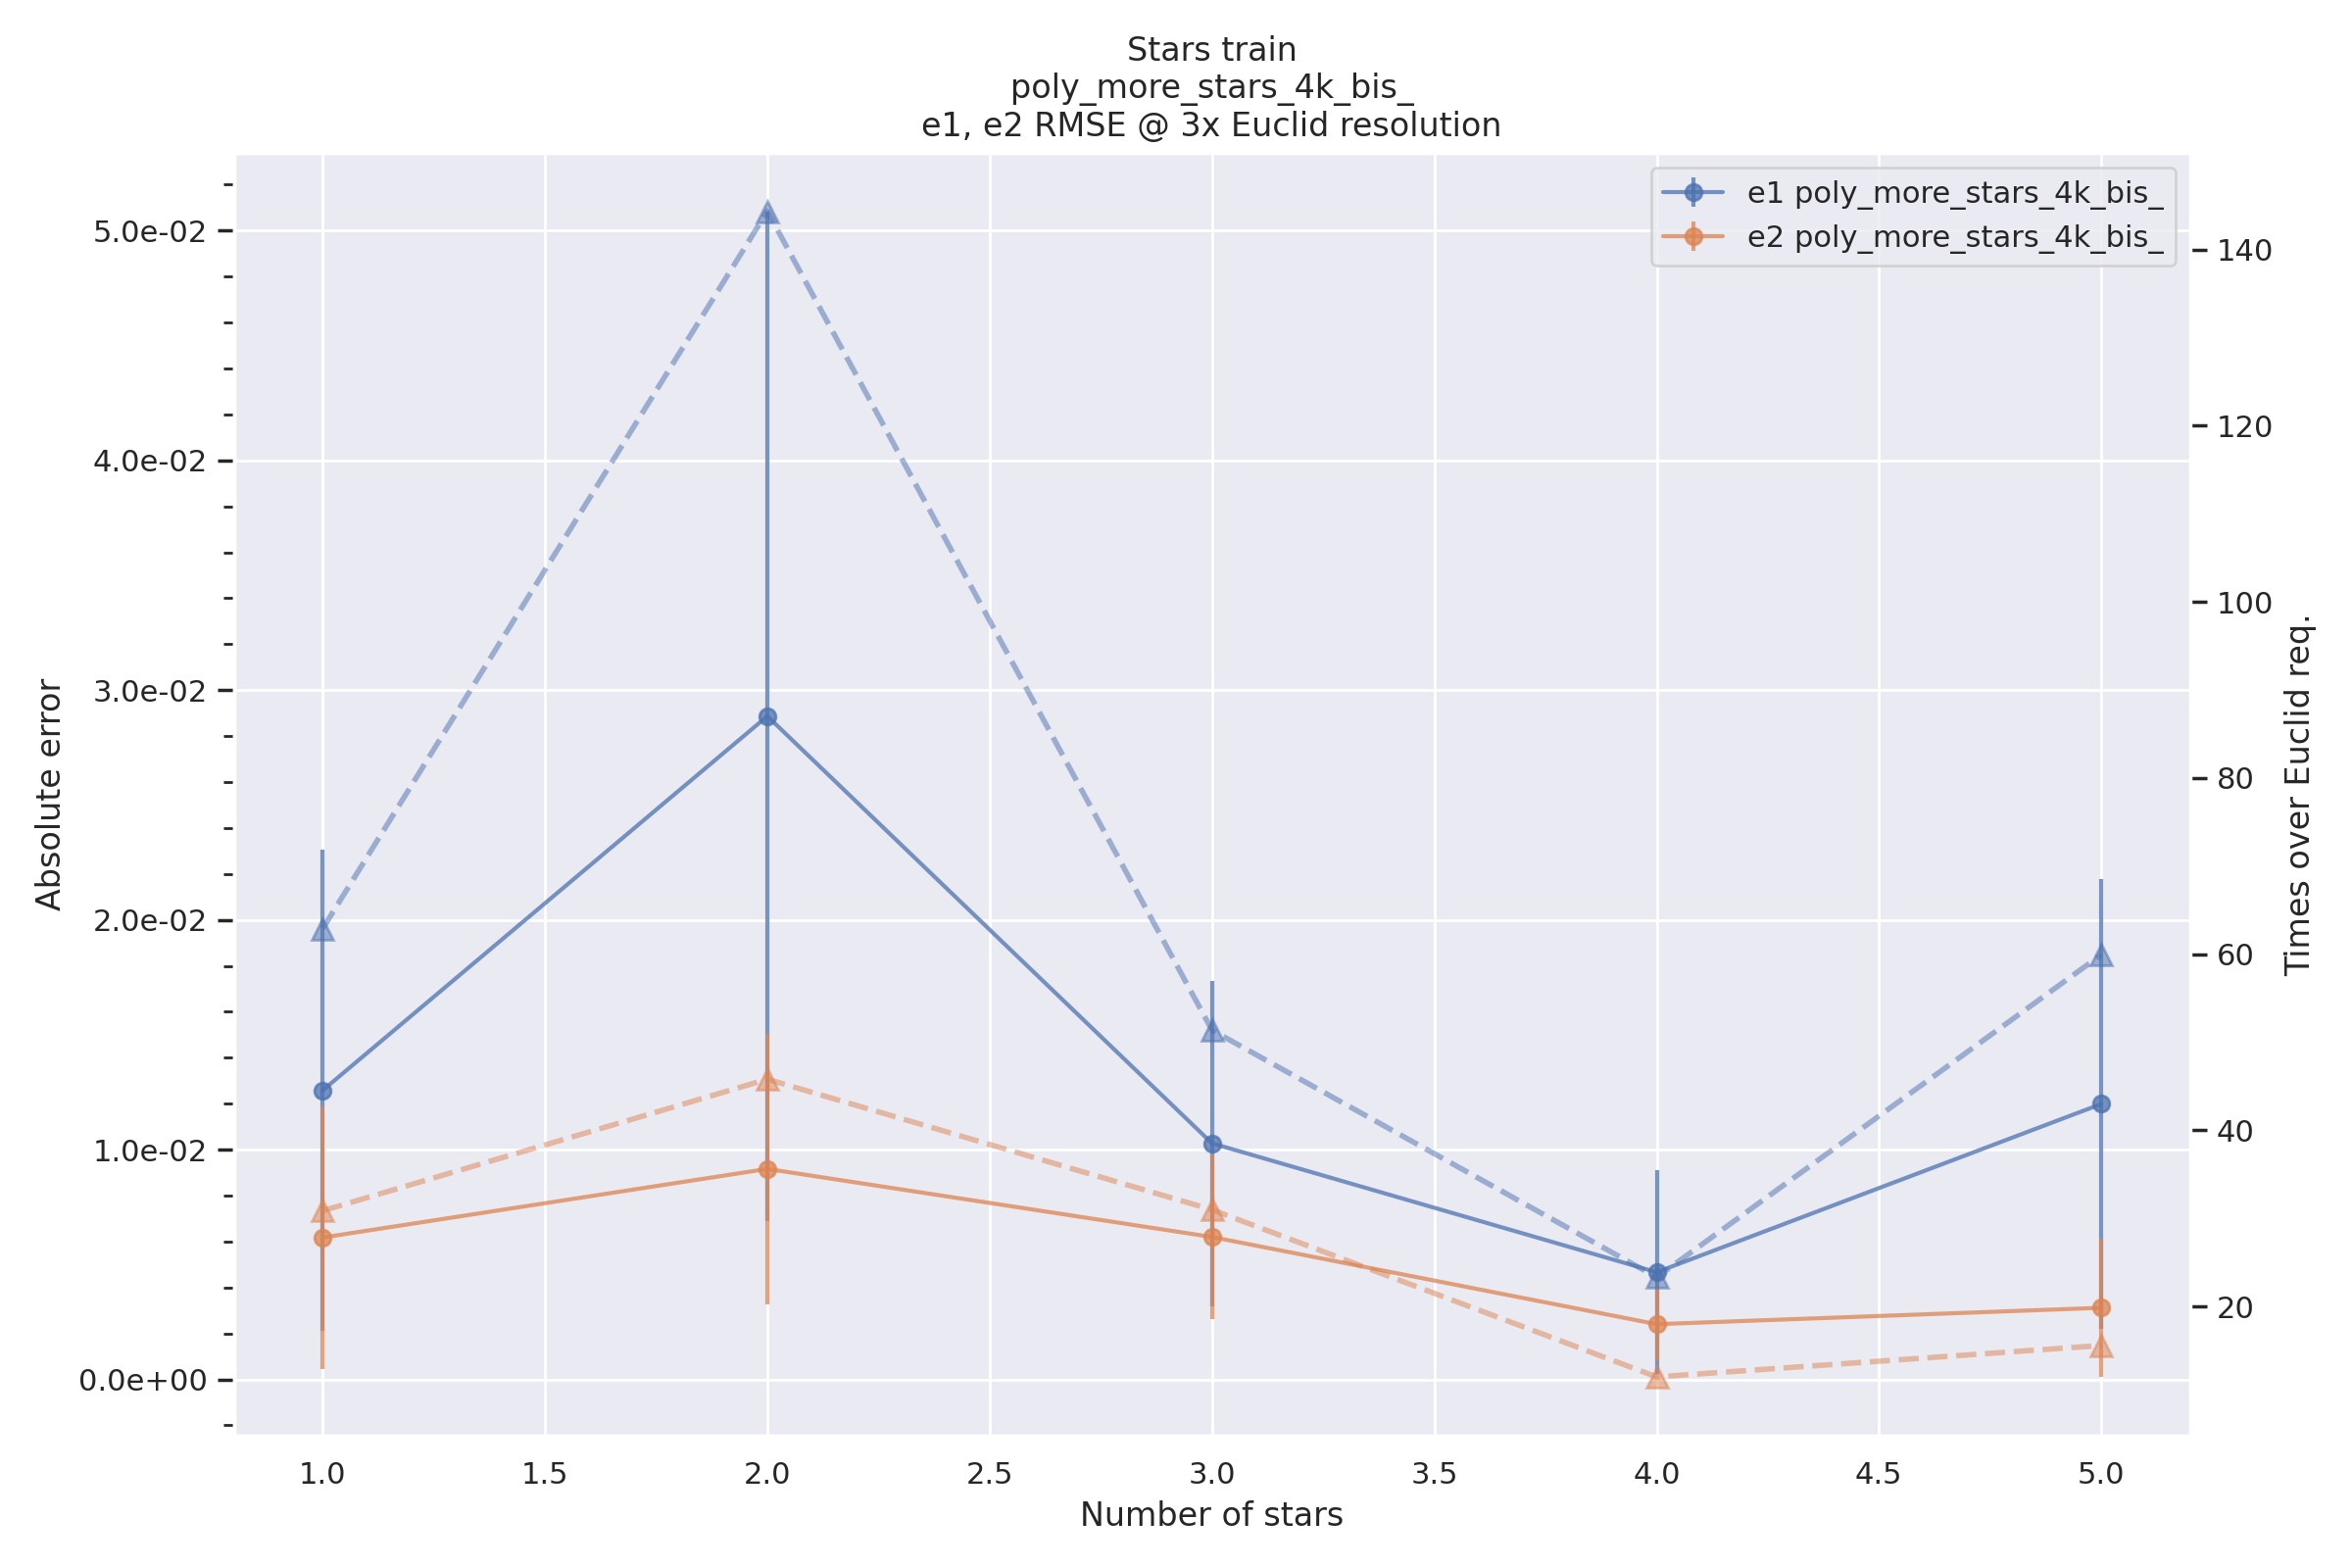 Stars train
poly_more_stars_4k_bis_
e1, e2 RMSE @ 3x Euclid resolution
e1 poly_more_stars_4k_bis_
e2 poly_more_stars_4k_bis_
Absolute error
5.0e-02
4.0e-02
3.0e-02
2.0e-02
1.0e-02
0.0e+00
140
120
100
80
60
40
20
Times over Euclid req.
1.0 1.5 2.0 2.5 3.0 3.5 4.0 4.5 5.0
Number of stars